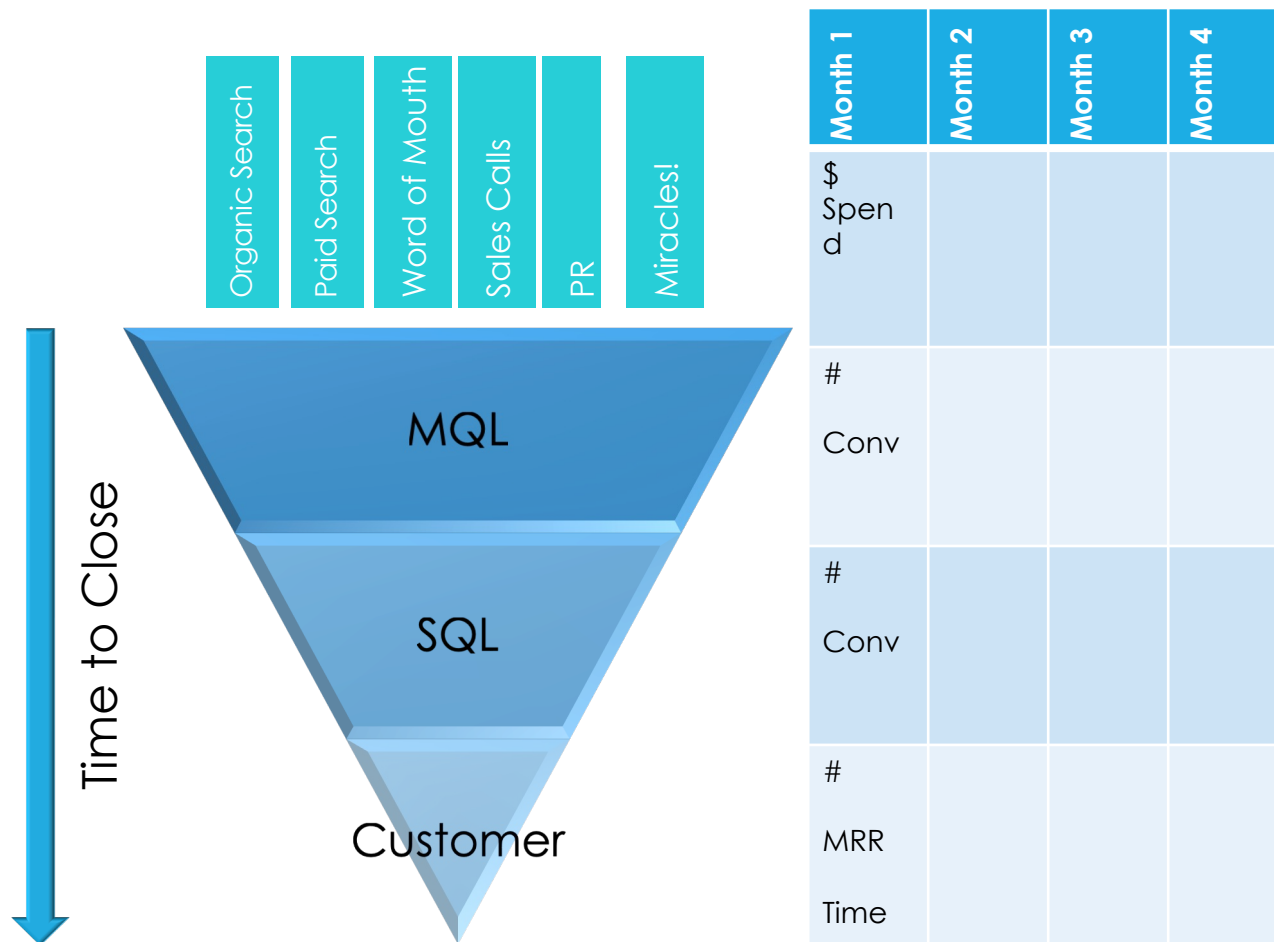 Organic Search
Paid Search
Word of Mouth
Sales Calls
PR
Miracles!
Time to Close
MQL
SQL
Customer
Month 1
Month 2
Month 3
Month 4
$
Spen
d
#
Conv
#
Conv
#
MRR
Time